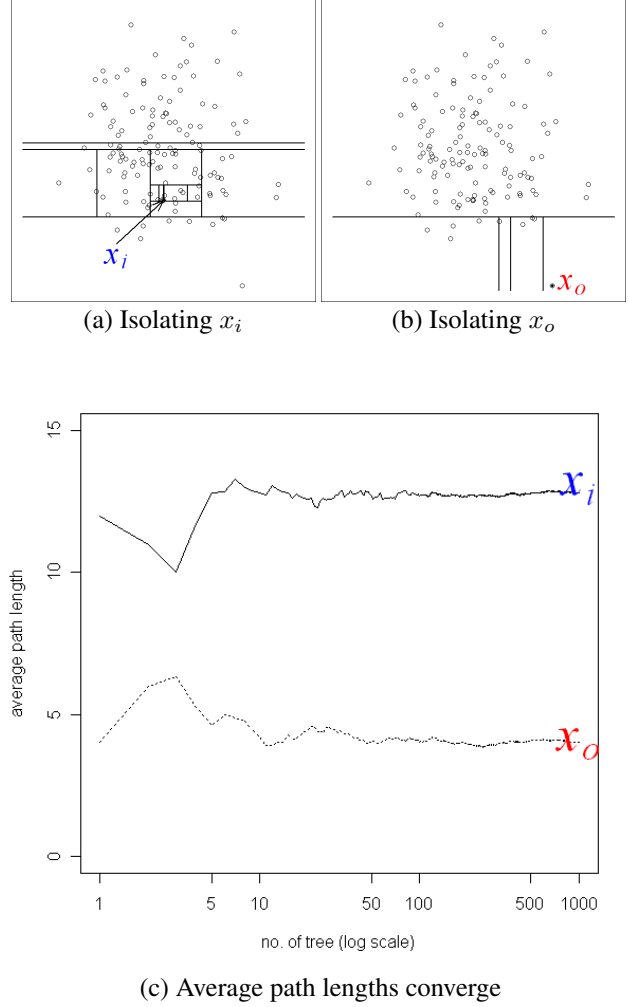 x_i
(a) Isolating x_i
x_o
(b) Isolating x_o
15
10
5
0
average path length
x_i
x_o
1 5 10 50 100 500 1000
no. of tree (log scale)
(c) Average path lengths converge